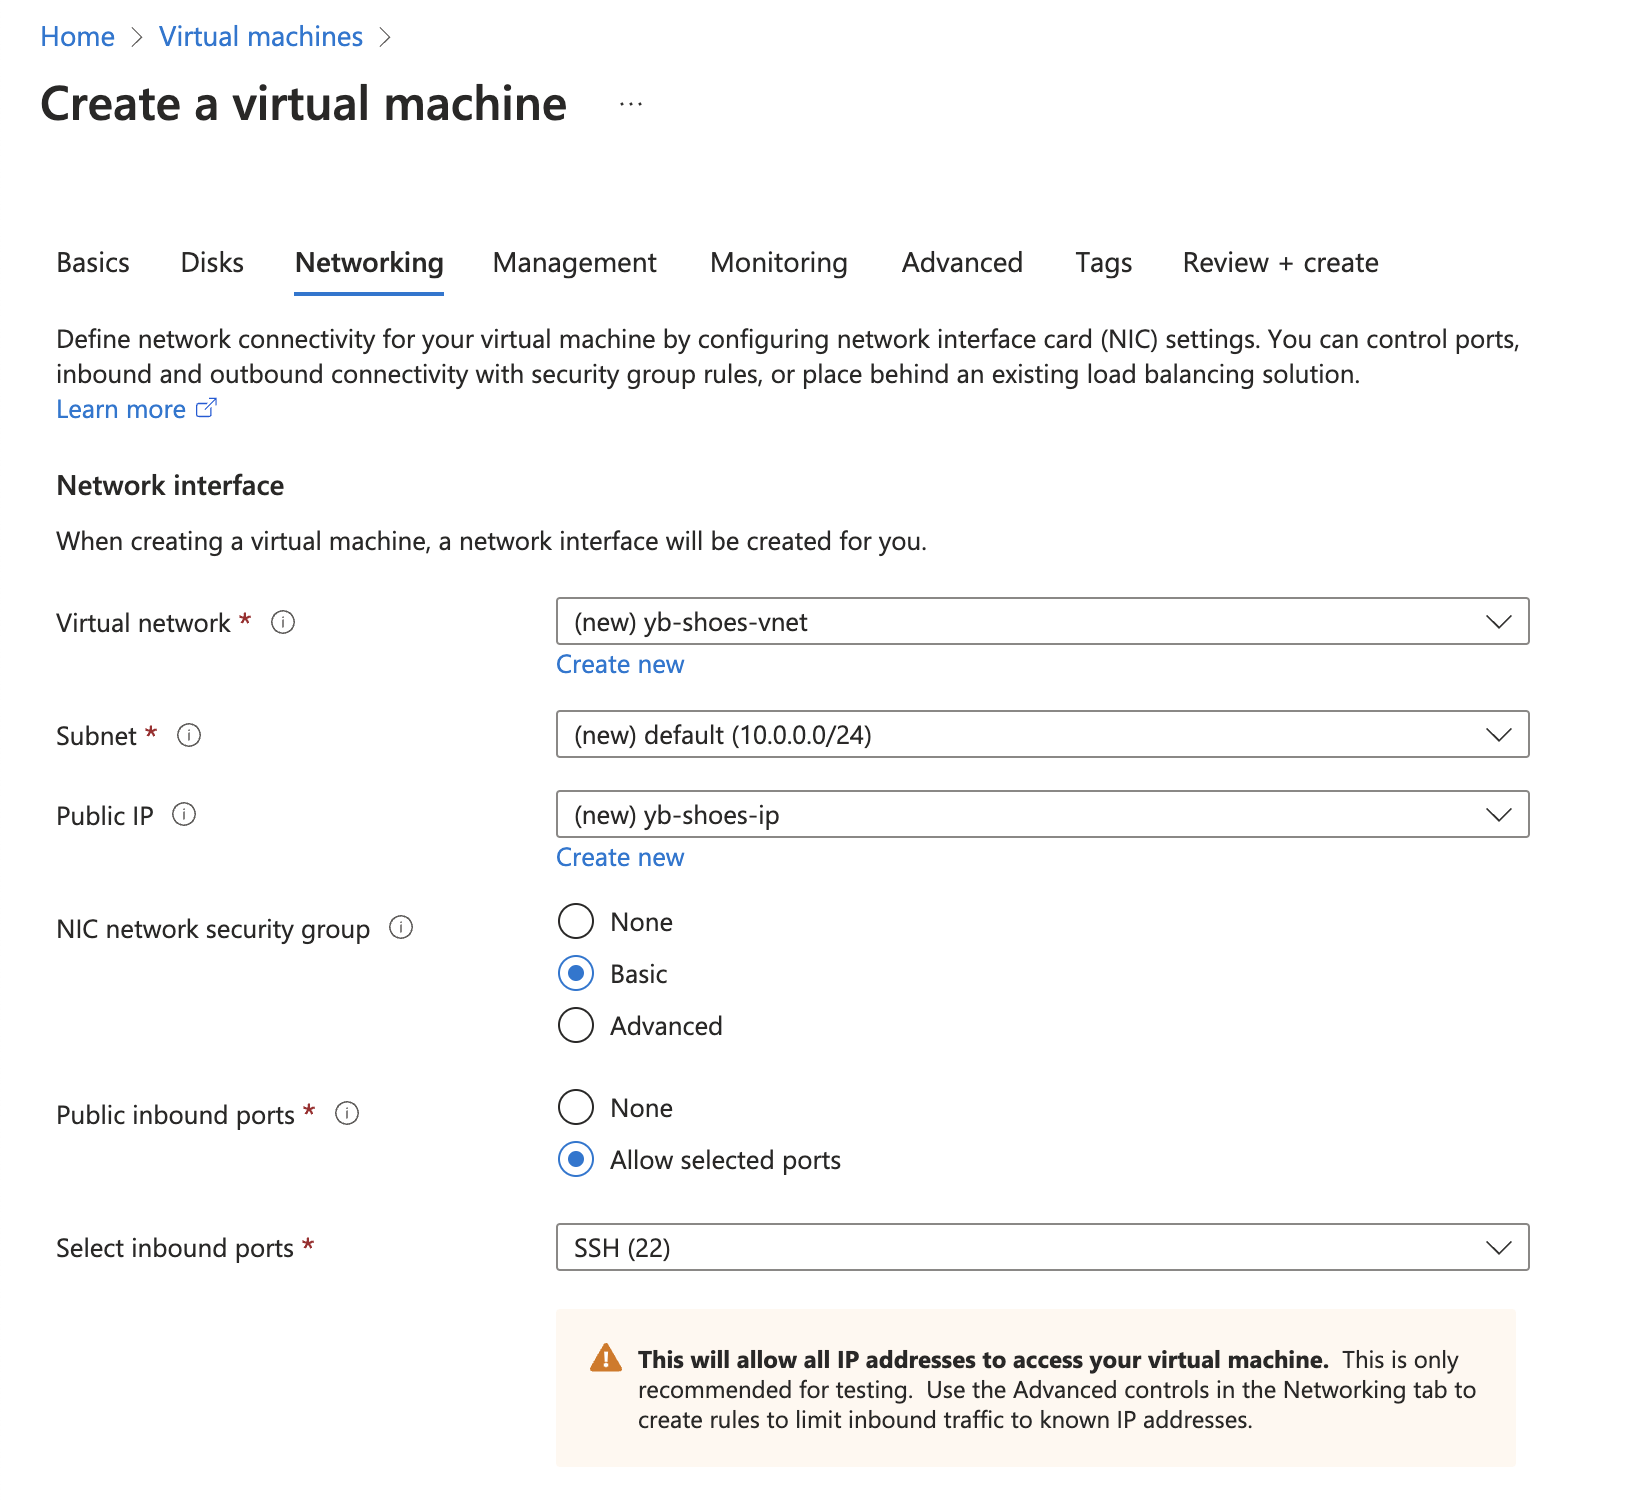 Home > Virtual machines >
Create a virtual machine ...
Basics Disks Networking Management Monitoring Advanced Tags Review + create
Define network connectivity for your virtual machine by configuring network interface card (NIC) settings. You can control ports,
inbound and outbound connectivity with security group rules, or place behind an existing load balancing solution.
Learn more
Network interface
When creating a virtual machine, a network interface will be created for you.
Virtual network * (new) yb-shoes-vnet
Create new
Subnet * (new) default (10.0.0.0/24)
Public IP (new) yb-shoes-ip
Create new
NIC network security group None
Basic
Advanced
Public inbound ports * None
Allow selected ports
Select inbound ports * SSH (22)
This will allow all IP addresses to access your virtual machine. This is only
recommended for testing. Use the Advanced controls in the Networking tab to
create rules to limit inbound traffic to known IP addresses.